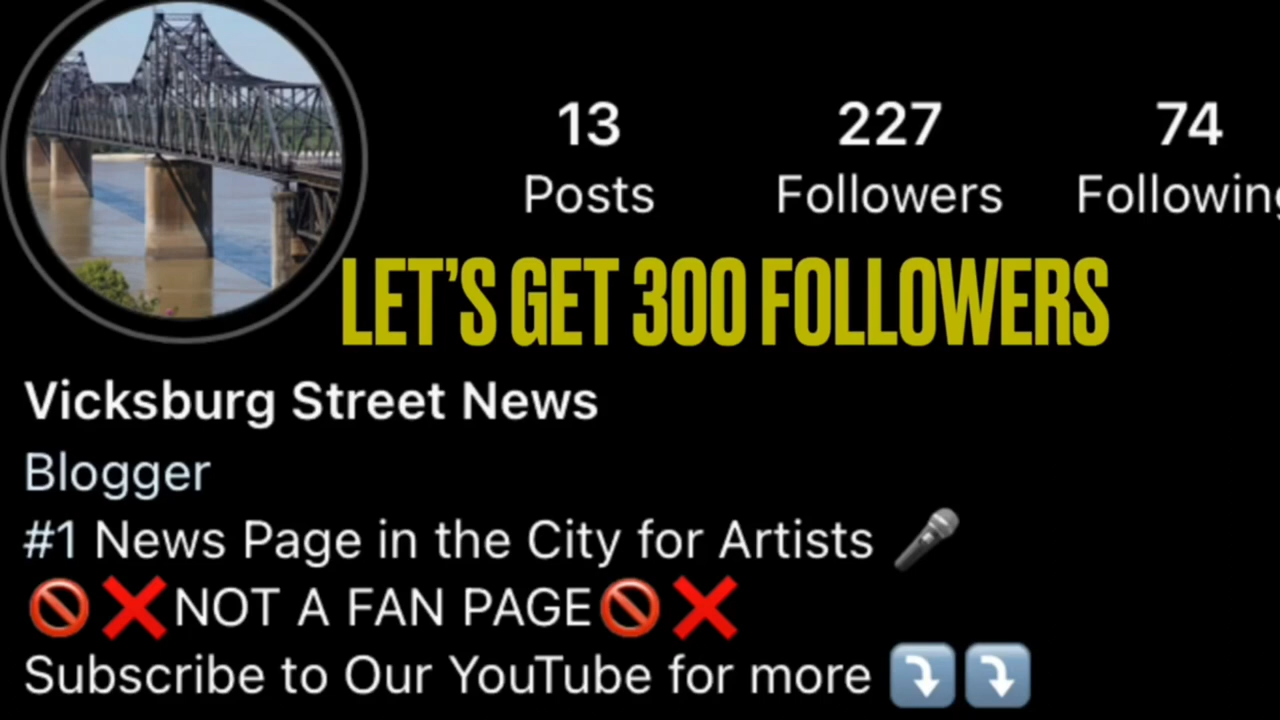 13 227 74
Posts Followers Following
LET'S GET 300 FOLLOWERS
Vicksburg Street News
Blogger
#1 News Page in the City for Artists 🎤
🚫❌NOT A FAN PAGE🚫❌
Subscribe to Our YouTube for more ⤵️⤵️